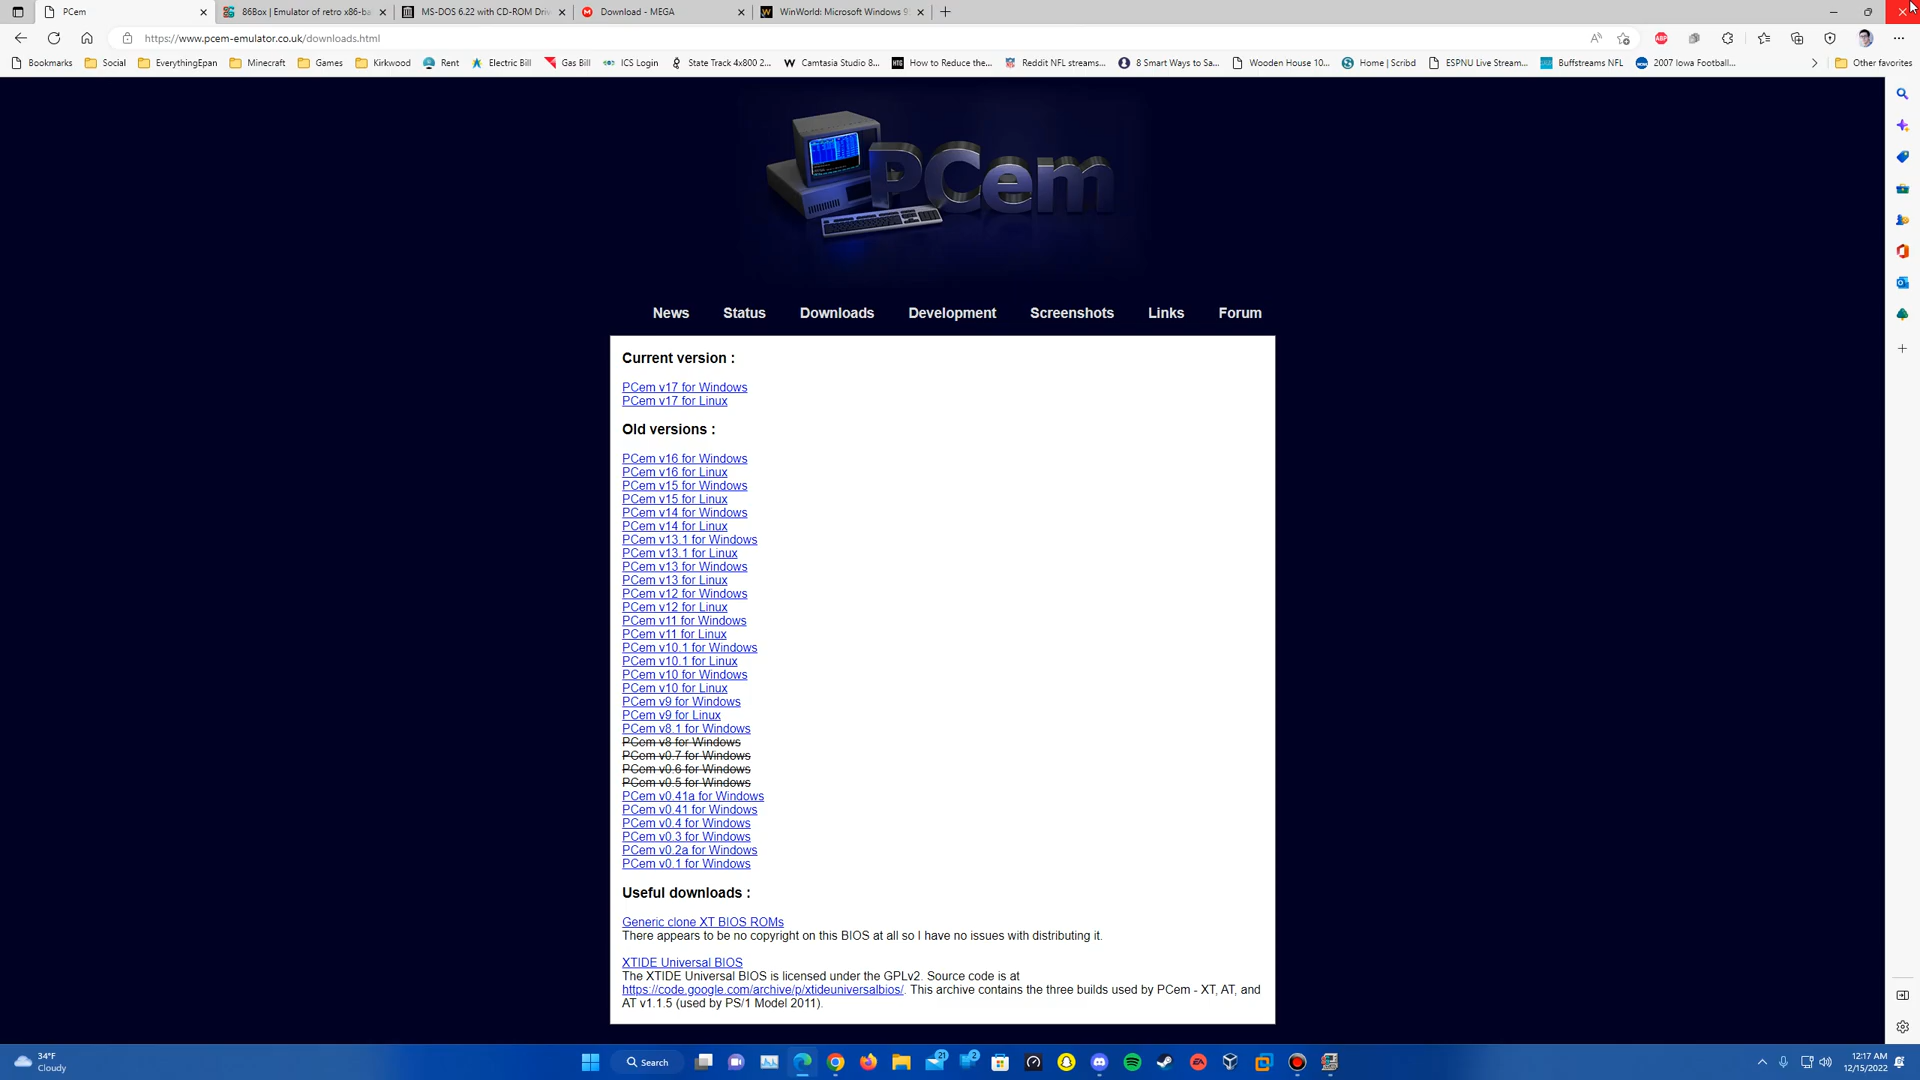 PCem
86Box | Emulator of retro x86-ba
MS-DOS 6.22 with CD-ROM Driv
Download - MEGA
WinWorld: Microsoft Windows 9
https://www.pcem-emulator.co.uk/downloads.html
Bookmarks
Social
EverythingEpan
Minecraft
Games
Kirkwood
Rent
Electric Bill
Gas Bill
ICS Login
State Track 4x800 2...
Camtasia Studio 8...
How to Reduce the...
Reddit NFL streams...
8 Smart Ways to Sa...
Wooden House 10...
Home | Scribd
ESPNU Live Stream...
Buffstreams NFL
2007 Iowa Football...
Other favorites
PCem
News Status Downloads Development Screenshots Links Forum
Current version :
PCem v17 for Windows
PCem v17 for Linux
Old versions :
PCem v16 for Windows
PCem v16 for Linux
PCem v15 for Windows
PCem v15 for Linux
PCem v14 for Windows
PCem v14 for Linux
PCem v13.1 for Windows
PCem v13.1 for Linux
PCem v13 for Windows
PCem v13 for Linux
PCem v12 for Windows
PCem v12 for Linux
PCem v11 for Windows
PCem v11 for Linux
PCem v10.1 for Windows
PCem v10.1 for Linux
PCem v10 for Windows
PCem v10 for Linux
PCem v9 for Windows
PCem v9 for Linux
PCem v8.1 for Windows
PCem v8 for Windows
PCem v0.7 for Windows
PCem v0.6 for Windows
PCem v0.5 for Windows
PCem v0.41a for Windows
PCem v0.41 for Windows
PCem v0.4 for Windows
PCem v0.3 for Windows
PCem v0.2a for Windows
PCem v0.1 for Windows
Useful downloads :
Generic clone XT BIOS ROMs
There appears to be no copyright on this BIOS at all so I have no issues with distributing it.
XTIDE Universal BIOS
The XTIDE Universal BIOS is licensed under the GPLv2. Source code is at
https://code.google.com/archive/p/xtideuniversalbios/. This archive contains the three builds used by PCem - XT, AT, and
AT v1.1.5 (used by PS/1 Model 2011).
34°F
Cloudy
Search
21
2
12:17 AM
12/15/2022